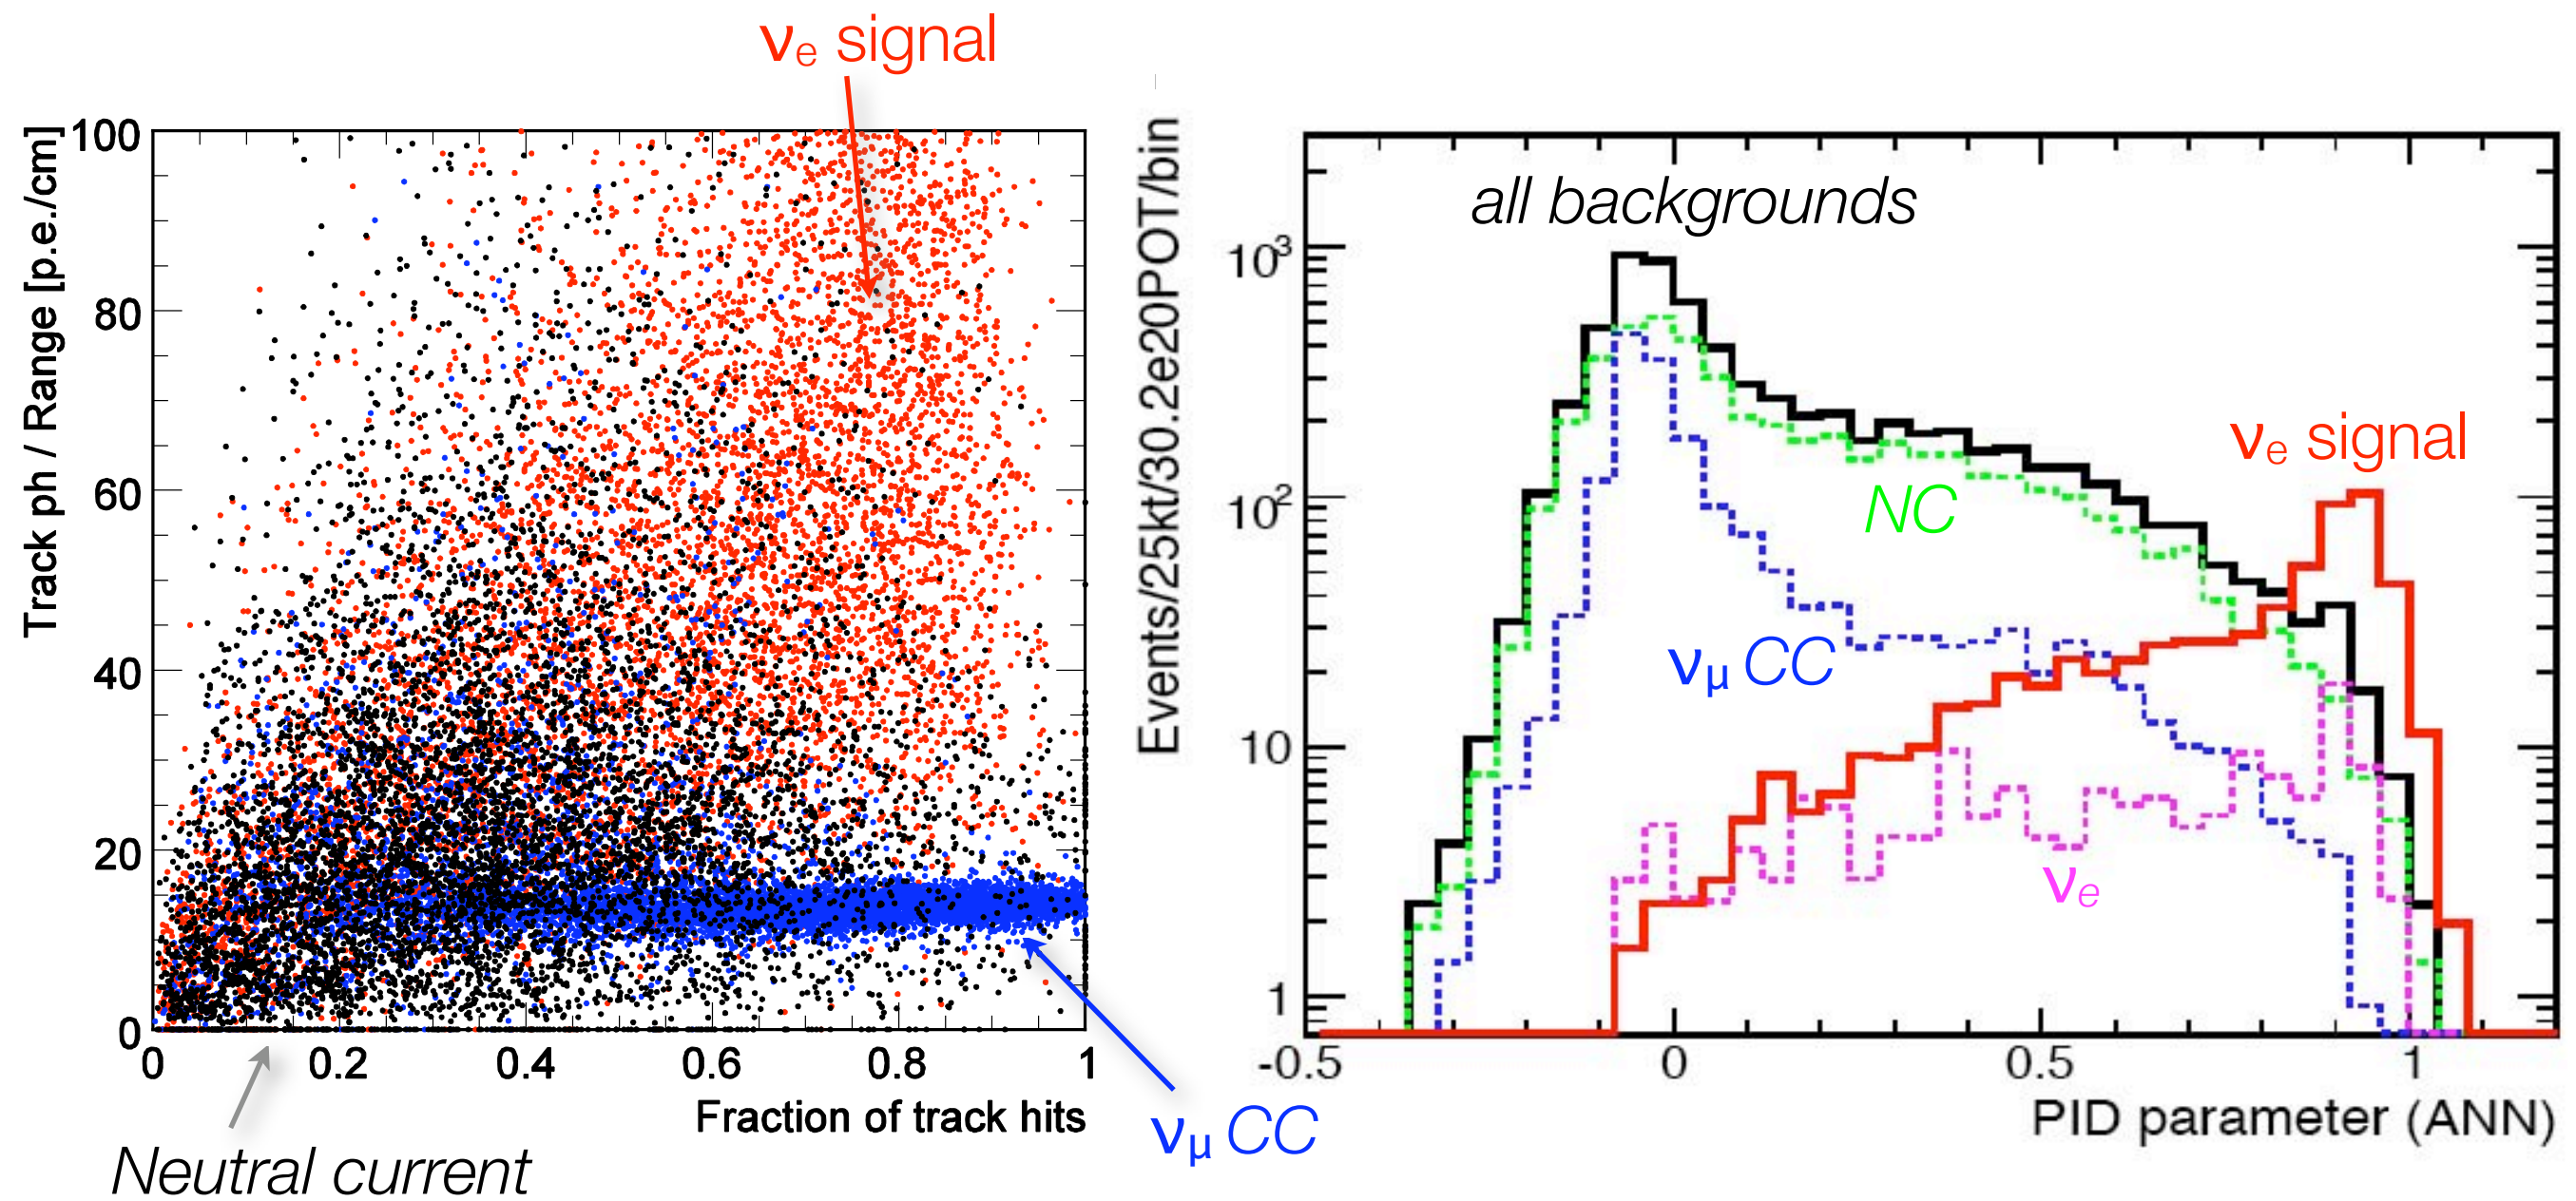 νe signal
Track ph / Range [p.e./cm]
100
80
60
40
20
0
0 0.2 0.4 0.6 0.8 1
Fraction of track hits
Neutral current
νμ CC
Events/25kt/30.2e20POT/bin
10³
10²
10
1
all backgrounds
νe signal
NC
νμ CC
νe
-0.5 0 0.5 1
PID parameter (ANN)